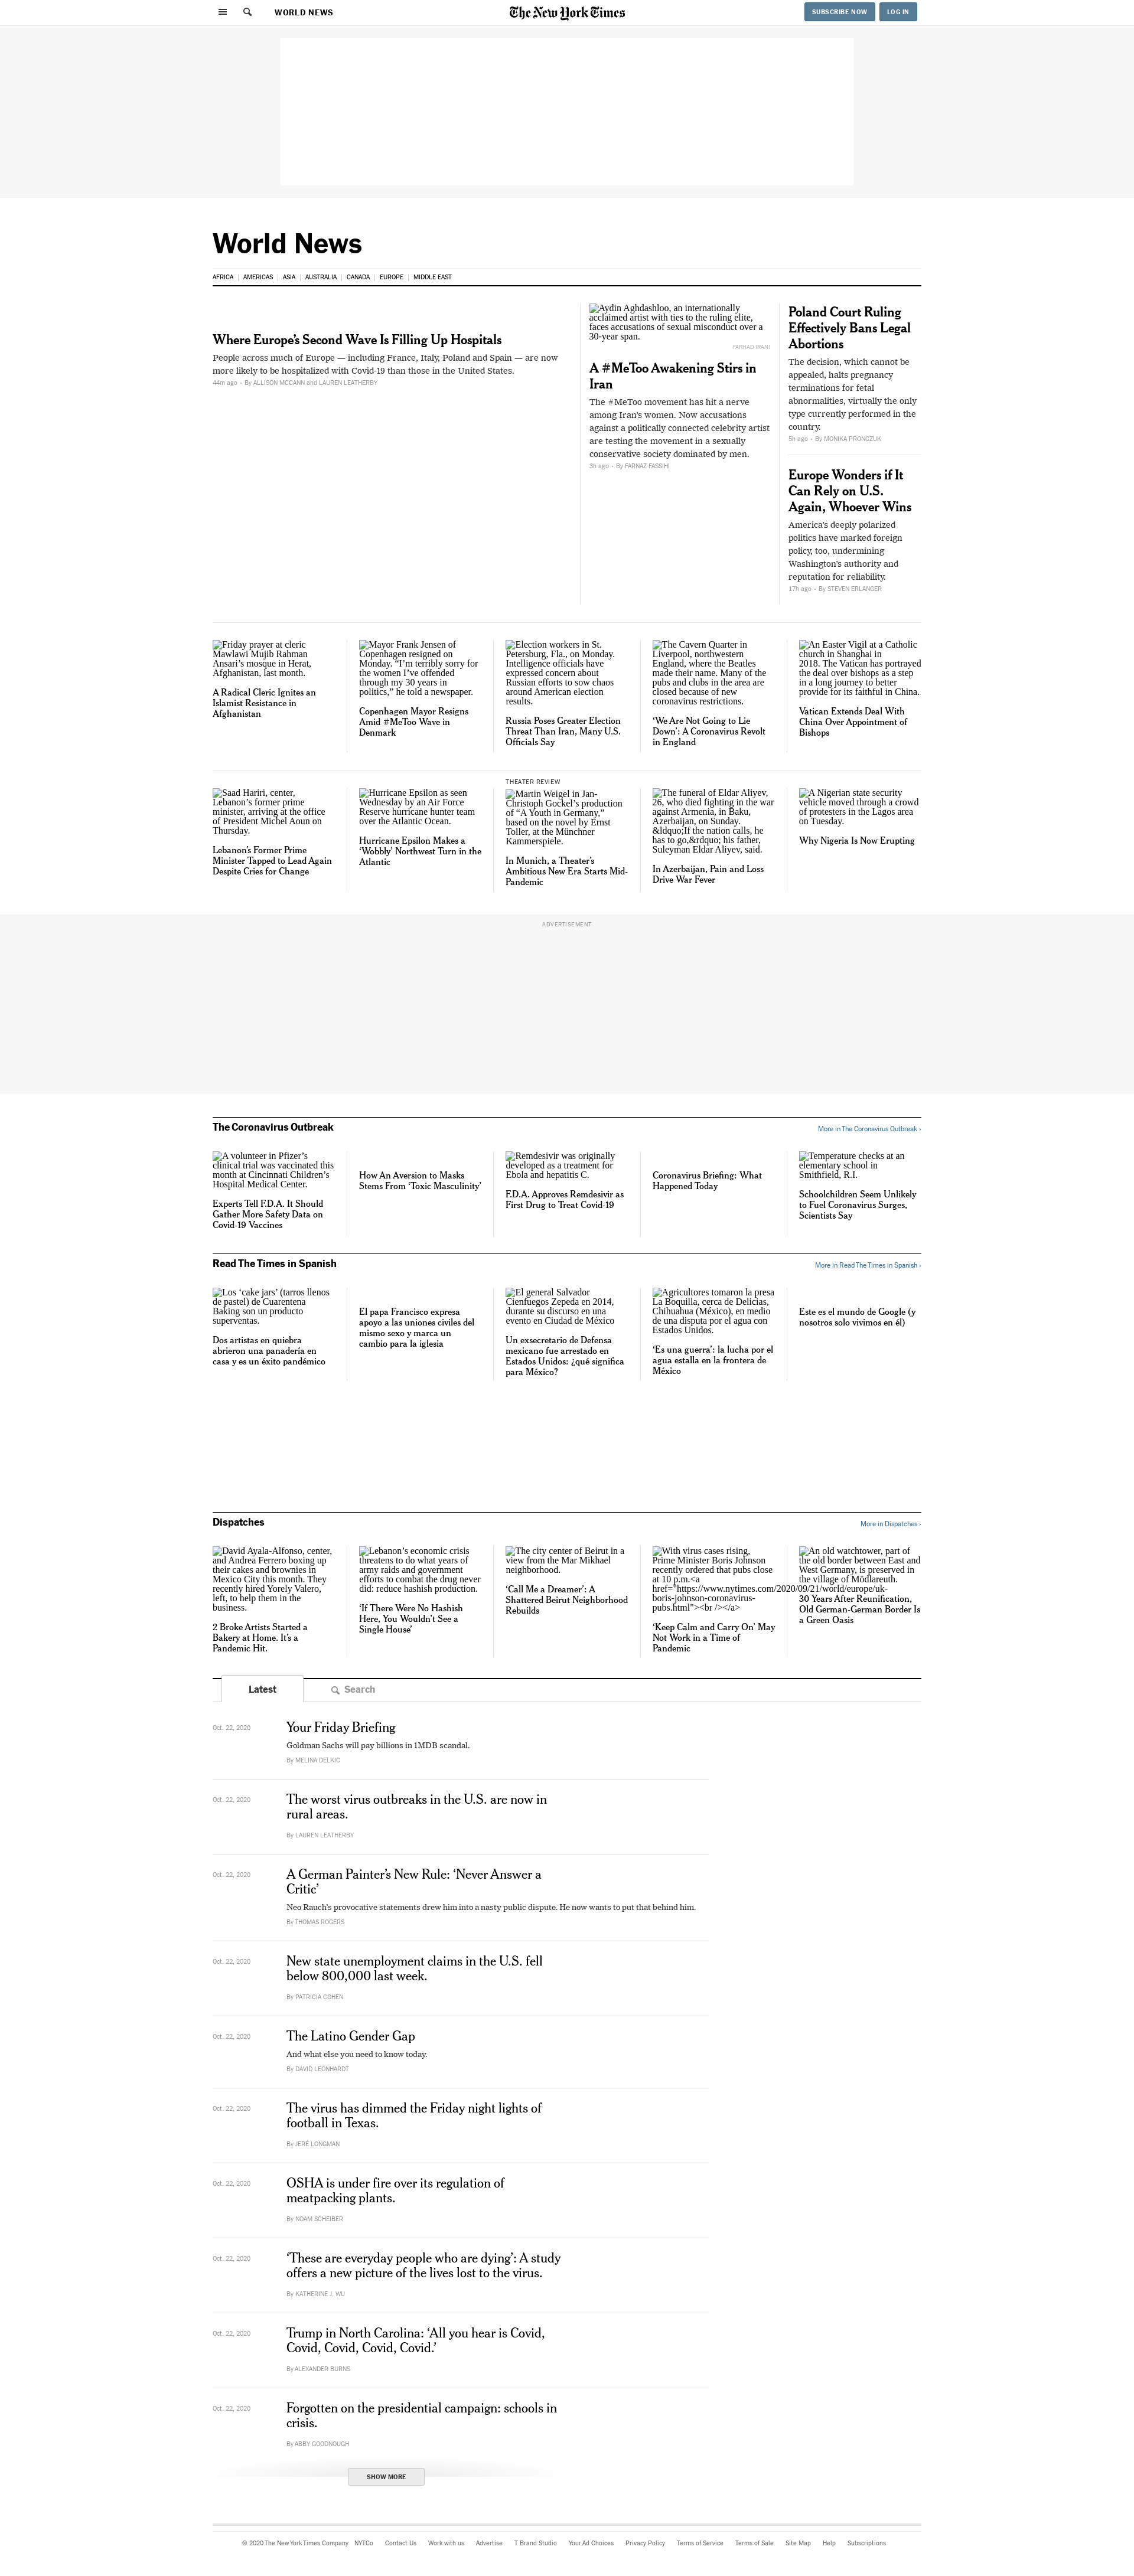 WORLD NEWS
The New York Times
SUBSCRIBE NOW
LOG IN
World News
AFRICA
AMERICAS
ASIA
AUSTRALIA
CANADA
EUROPE
MIDDLE EAST
Where Europe's Second Wave Is Filling Up Hospitals
People across much of Europe — including France, Italy, Poland and Spain — are now
more likely to be hospitalized with Covid-19 than those in the United States.
44m ago • By ALLISON MCCANN and LAUREN LEATHERBY
Aydin Aghdashloo, an internationally
acclaimed artist with ties to the ruling elite,
faces accusations of sexual misconduct over a
30-year span.
FARHAD IRANI
A #MeToo Awakening Stirs in
Iran
The #MeToo movement has hit a nerve
among Iran's women. Now accusations
against a politically connected celebrity artist
are testing the movement in a sexually
conservative society dominated by men.
3h ago • By FARNAZ FASSIHI
Poland Court Ruling
Effectively Bans Legal
Abortions
The decision, which cannot be
appealed, halts pregnancy
terminations for fetal
abnormalities, virtually the only
type currently performed in the
country.
5h ago • By MONIKA PRONCZUK
Europe Wonders if It
Can Rely on U.S.
Again, Whoever Wins
America's deeply polarized
politics have marred foreign
policy, too, undermining
Washington's authority and
reputation for reliability.
17h ago • By STEVEN ERLANGER
Friday prayer at cleric
Mawlawi Mujib Rahman
Ansari's mosque in Herat,
Afghanistan, last month.
A Radical Cleric Ignites an
Islamist Resistance in
Afghanistan
Mayor Frank Jensen of
Copenhagen resigned on
Monday. "I'm terribly sorry for
the women I've offended
through my 30 years in
politics," he told a newspaper.
Copenhagen Mayor Resigns
Amid #MeToo Wave in
Denmark
Election workers in St.
Petersburg, Fla., on Monday.
Intelligence officials have
expressed concern about
Russian efforts to sow chaos
around American election
results.
Russia Poses Greater Election
Threat Than Iran, Many U.S.
Officials Say
The Cavern Quarter in
Liverpool, northwestern
England, where the Beatles
made their name. Many of the
pubs and clubs in the area are
closed because of new
coronavirus restrictions.
'We Are Not Going to Lie
Down': A Coronavirus Revolt
in England
An Easter Vigil at a Catholic
church in Shanghai in
2018. The Vatican has portrayed
the deal over bishops as a step
in a long journey to better
provide for its faithful in China.
Vatican Extends Deal With
China Over Appointment of
Bishops
Saad Hariri, center,
Lebanon's former prime
minister, arriving at the office
of President Michel Aoun on
Thursday.
Lebanon's Former Prime
Minister Tapped to Lead Again
Despite Cries for Change
Hurricane Epsilon as seen
Wednesday by an Air Force
Reserve hurricane hunter team
over the Atlantic Ocean.
Hurricane Epsilon Makes a
'Wobbly' Northwest Turn in the
Atlantic
THEATER REVIEW
Martin Weigel in Jan-
Christoph Gockel's production
of "A Youth in Germany,"
based on the novel by Ernst
Toller, at the Münchner
Kammerspiele.
In Munich, a Theater's
Ambitious New Era Starts Mid-
Pandemic
The funeral of Eldar Aliyev,
26, who died fighting in the war
against Armenia, in Baku,
Azerbaijan, on Sunday.
&ldquo;If the nation calls, he
has to go,&rdquo; his father,
Suleyman Eldar Aliyev, said.
In Azerbaijan, Pain and Loss
Drive War Fever
A Nigerian state security
vehicle moved through a crowd
of protesters in the Lagos area
on Tuesday.
Why Nigeria Is Now Erupting
ADVERTISEMENT
The Coronavirus Outbreak
More in The Coronavirus Outbreak ›
A volunteer in Pfizer's
clinical trial was vaccinated this
month at Cincinnati Children's
Hospital Medical Center.
Experts Tell F.D.A. It Should
Gather More Safety Data on
Covid-19 Vaccines
How An Aversion to Masks
Stems From 'Toxic Masculinity'
Remdesivir was originally
developed as a treatment for
Ebola and hepatitis C.
F.D.A. Approves Remdesivir as
First Drug to Treat Covid-19
Coronavirus Briefing: What
Happened Today
Temperature checks at an
elementary school in
Smithfield, R.I.
Schoolchildren Seem Unlikely
to Fuel Coronavirus Surges,
Scientists Say
Read The Times in Spanish
More in Read The Times in Spanish ›
Los 'cake jars' (tarros llenos
de pastel) de Cuarentena
Baking son un producto
superventas.
Dos artistas en quiebra
abrieron una panadería en
casa y es un éxito pandémico
El papa Francisco expresa
apoyo a las uniones civiles del
mismo sexo y marca un
cambio para la iglesia
El general Salvador
Cienfuegos Zepeda en 2014,
durante su discurso en una
evento en Ciudad de México
Un exsecretario de Defensa
mexicano fue arrestado en
Estados Unidos: ¿qué significa
para México?
Agricultores tomaron la presa
La Boquilla, cerca de Delicias,
Chihuahua (México), en medio
de una disputa por el agua con
Estados Unidos.
'Es una guerra': la lucha por el
agua estalla en la frontera de
México
Este es el mundo de Google (y
nosotros solo vivimos en él)
Dispatches
More in Dispatches ›
David Ayala-Alfonso, center,
and Andrea Ferrero boxing up
their cakes and brownies in
Mexico City this month. They
recently hired Yorely Valero,
left, to help them in the
business.
2 Broke Artists Started a
Bakery at Home. It's a
Pandemic Hit.
Lebanon's economic crisis
threatens to do what years of
army raids and government
efforts to combat the drug never
did: reduce hashish production.
'If There Were No Hashish
Here, You Wouldn't See a
Single House'
The city center of Beirut in a
view from the Mar Mikhael
neighborhood.
'Call Me a Dreamer': A
Shattered Beirut Neighborhood
Rebuilds
With virus cases rising,
Prime Minister Boris Johnson
recently ordered that pubs close
at 10 p.m.<a
href="https://www.nytimes.com/2020/09/21/world/europe/uk-
boris-johnson-coronavirus-
pubs.html"><br /></a>
'Keep Calm and Carry On' May
Not Work in a Time of
Pandemic
An old watchtower, part of
the old border between East and
West Germany, is preserved in
the village of Mödlareuth.
30 Years After Reunification,
Old German-German Border Is
a Green Oasis
Latest
Search
Oct. 22, 2020
Your Friday Briefing
Goldman Sachs will pay billions in 1MDB scandal.
By MELINA DELKIC
Oct. 22, 2020
The worst virus outbreaks in the U.S. are now in
rural areas.
By LAUREN LEATHERBY
Oct. 22, 2020
A German Painter's New Rule: 'Never Answer a
Critic'
Neo Rauch's provocative statements drew him into a nasty public dispute. He now wants to put that behind him.
By THOMAS ROGERS
Oct. 22, 2020
New state unemployment claims in the U.S. fell
below 800,000 last week.
By PATRICIA COHEN
Oct. 22, 2020
The Latino Gender Gap
And what else you need to know today.
By DAVID LEONHARDT
Oct. 22, 2020
The virus has dimmed the Friday night lights of
football in Texas.
By JERÉ LONGMAN
Oct. 22, 2020
OSHA is under fire over its regulation of
meatpacking plants.
By NOAM SCHEIBER
Oct. 22, 2020
'These are everyday people who are dying': A study
offers a new picture of the lives lost to the virus.
By KATHERINE J. WU
Oct. 22, 2020
Trump in North Carolina: 'All you hear is Covid,
Covid, Covid, Covid, Covid.'
By ALEXANDER BURNS
Oct. 22, 2020
Forgotten on the presidential campaign: schools in
crisis.
By ABBY GOODNOUGH
SHOW MORE
© 2020 The New York Times Company
NYTCo
Contact Us
Work with us
Advertise
T Brand Studio
Your Ad Choices
Privacy Policy
Terms of Service
Terms of Sale
Site Map
Help
Subscriptions